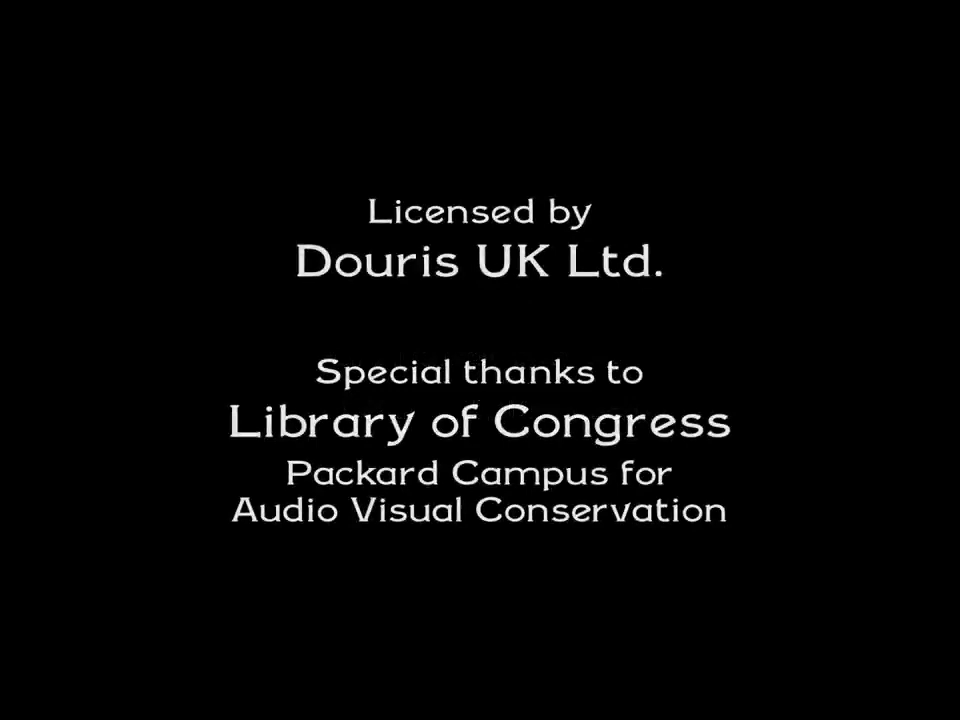 Licensed by
Douris UK Ltd.
Special thanks to
Library of Congress
Packard Campus for
Audio Visual Conservation